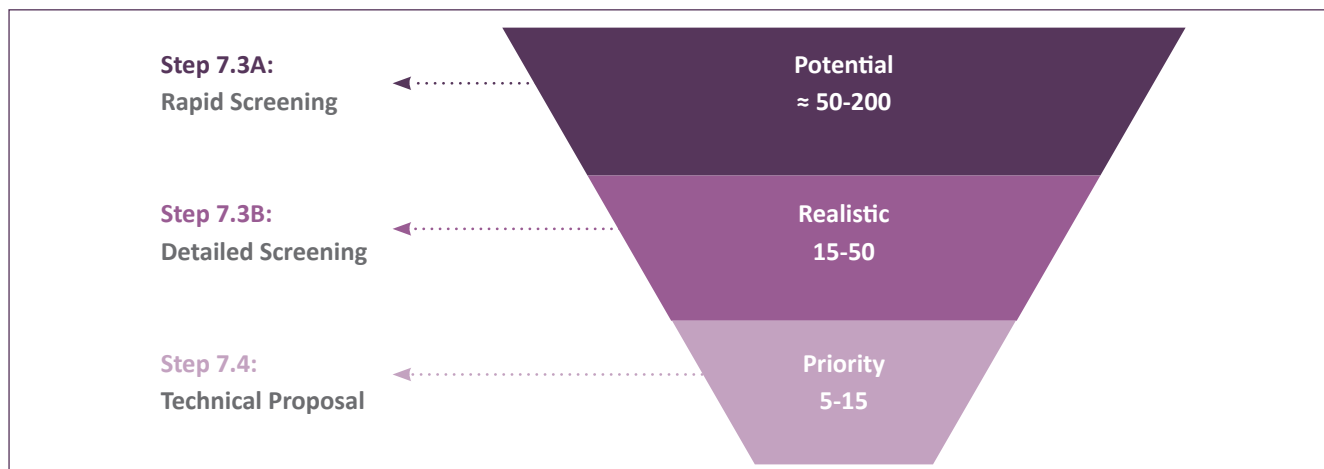 Step 7.3A:
Rapid Screening
Potential
≈ 50-200
Step 7.3B:
Detailed Screening
Realistic
15-50
Step 7.4:
Technical Proposal
Priority
5-15